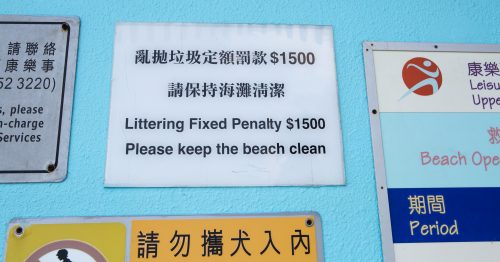 請聯絡
康樂事
52 3220)
s, please
n-charge
Services
亂拋垃圾定額罰款 $1500
請保持海灘清潔
Littering Fixed Penalty $1500
Please keep the beach clean
請勿攜犬入內
康樂
Leisu
Uppe
救
Beach Ope
期間
Period